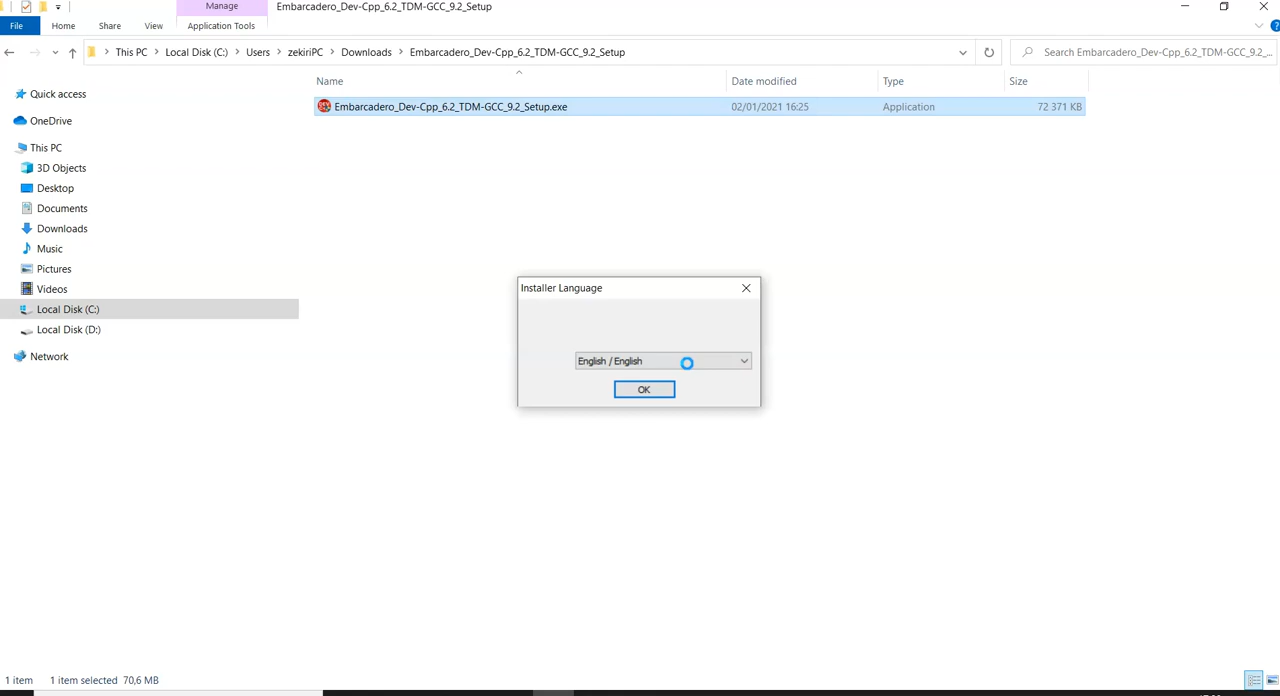 Manage
Embarcadero_Dev-Cpp_6.2_TDM-GCC_9.2_Setup
File
Home
Share
View
Application Tools
This PC
Local Disk (C:)
Users
zekiriPC
Downloads
Embarcadero_Dev-Cpp_6.2_TDM-GCC_9.2_Setup
Search Embarcadero_Dev-Cpp_6.2_TDM-GCC_9.2_...
Name
Date modified
Type
Size
Embarcadero_Dev-Cpp_6.2_TDM-GCC_9.2_Setup.exe
02/01/2021 16:25
Application
72 371 KB
Quick access
OneDrive
This PC
3D Objects
Desktop
Documents
Downloads
Music
Pictures
Videos
Local Disk (C:)
Local Disk (D:)
Network
Installer Language
English / English
OK
1 item
1 item selected 70,6 MB